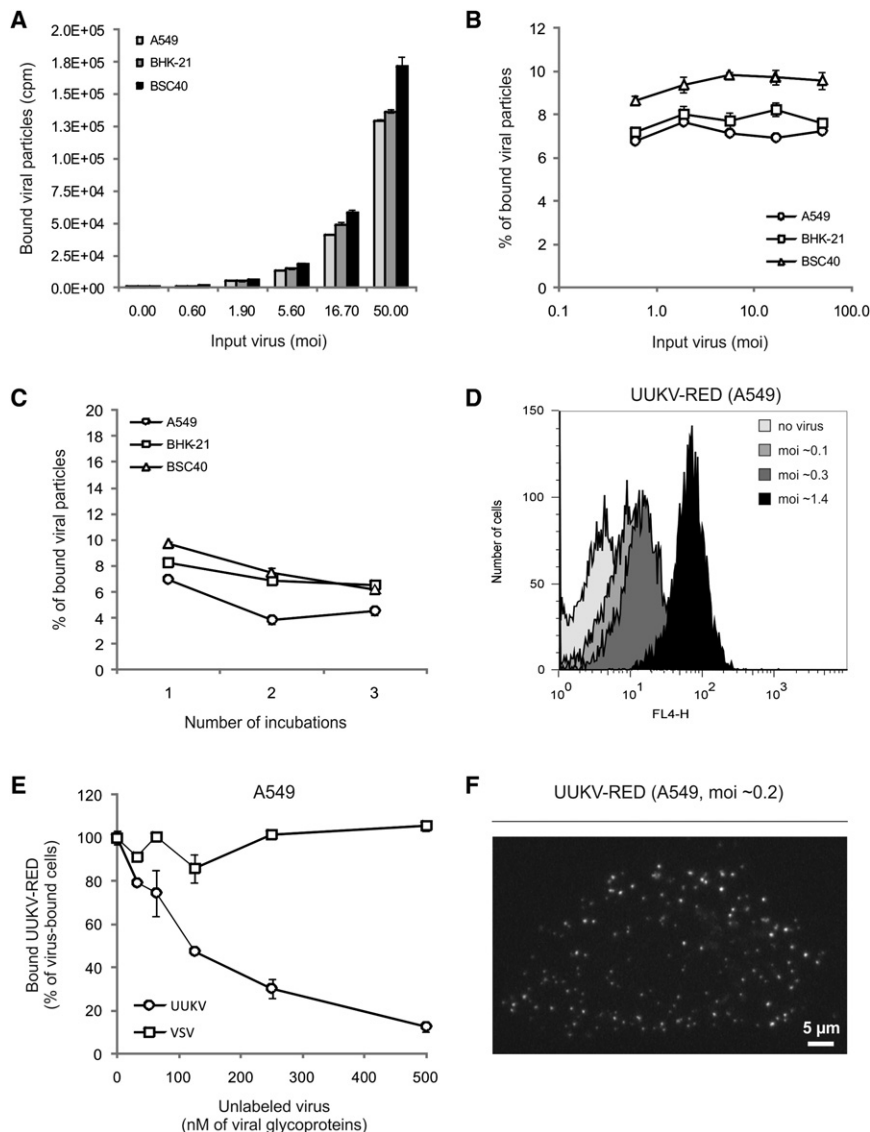 A
Bound viral particles (cpm)
2.0E+05
1.8E+05
1.5E+05
1.3E+05
1.0E+05
7.5E+04
5.0E+04
2.5E+04
0.0E+00
A549
BHK-21
BSC40
0.00 0.60 1.90 5.60 16.70 50.00
Input virus (moi)
B
% of bound viral particles
12
10
8
6
4
2
0
A549
BHK-21
BSC40
0.1 1.0 10.0 100.0
Input virus (moi)
C
% of bound viral particles
20
18
16
14
12
10
8
6
4
2
0
A549
BHK-21
BSC40
1 2 3
Number of incubations
D
UUKV-RED (A549)
Number of cells
150
100
50
0
no virus
moi ~0.1
moi ~0.3
moi ~1.4
10⁰ 10¹ 10² 10³
FL4-H
E
A549
Bound UUKV-RED
(% of virus-bound cells)
120
100
80
60
40
20
0
UUKV
VSV
0 100 200 300 400 500
Unlabeled virus
(nM of viral glycoproteins)
F
UUKV-RED (A549, moi ~0.2)
5 µm